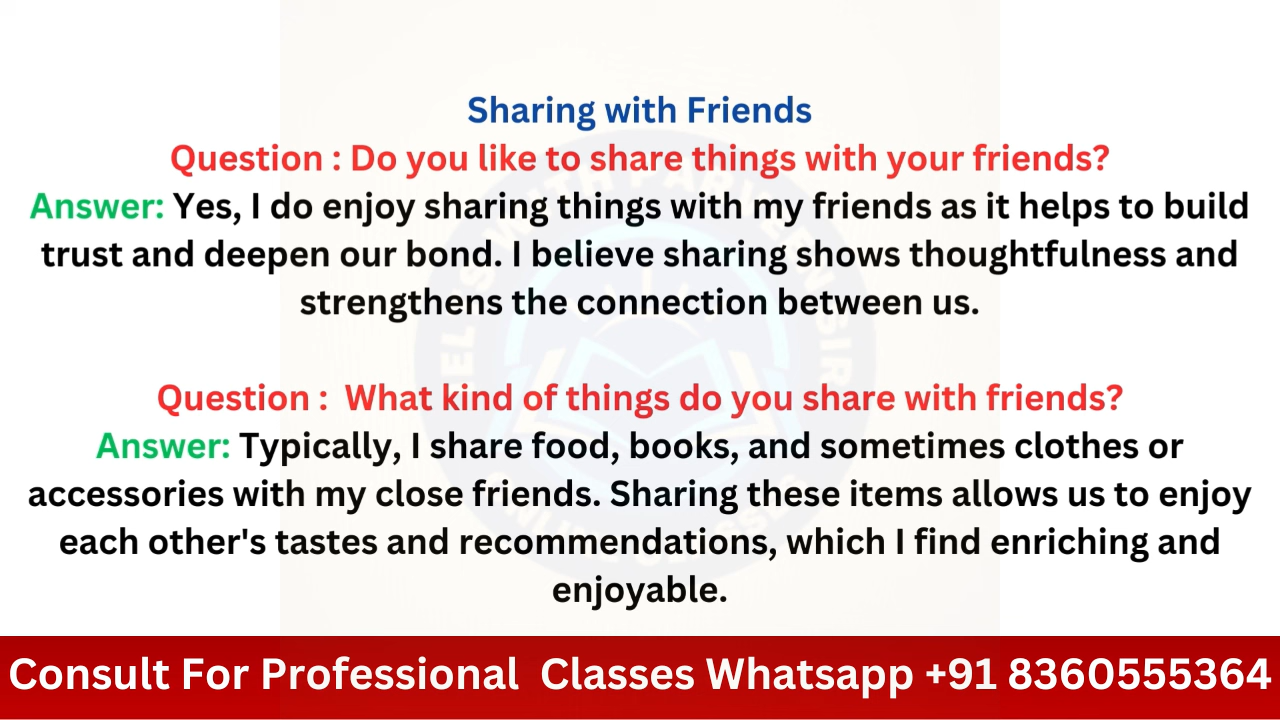 Sharing with Friends
Question : Do you like to share things with your friends?
Answer: Yes, I do enjoy sharing things with my friends as it helps to build
trust and deepen our bond. I believe sharing shows thoughtfulness and
strengthens the connection between us.
Question :  What kind of things do you share with friends?
Answer: Typically, I share food, books, and sometimes clothes or
accessories with my close friends. Sharing these items allows us to enjoy
each other's tastes and recommendations, which I find enriching and
enjoyable.
Consult For Professional  Classes Whatsapp +91 8360555364